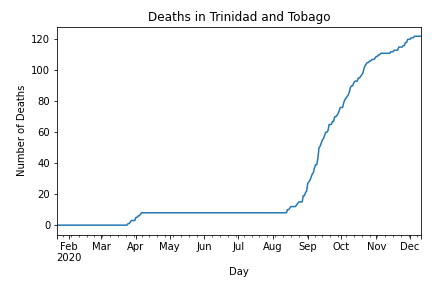 Deaths in Trinidad and Tobago
Number of Deaths
120
100
80
60
40
20
0
Feb Mar Apr May Jun Jul Aug Sep Oct Nov Dec
2020
Day